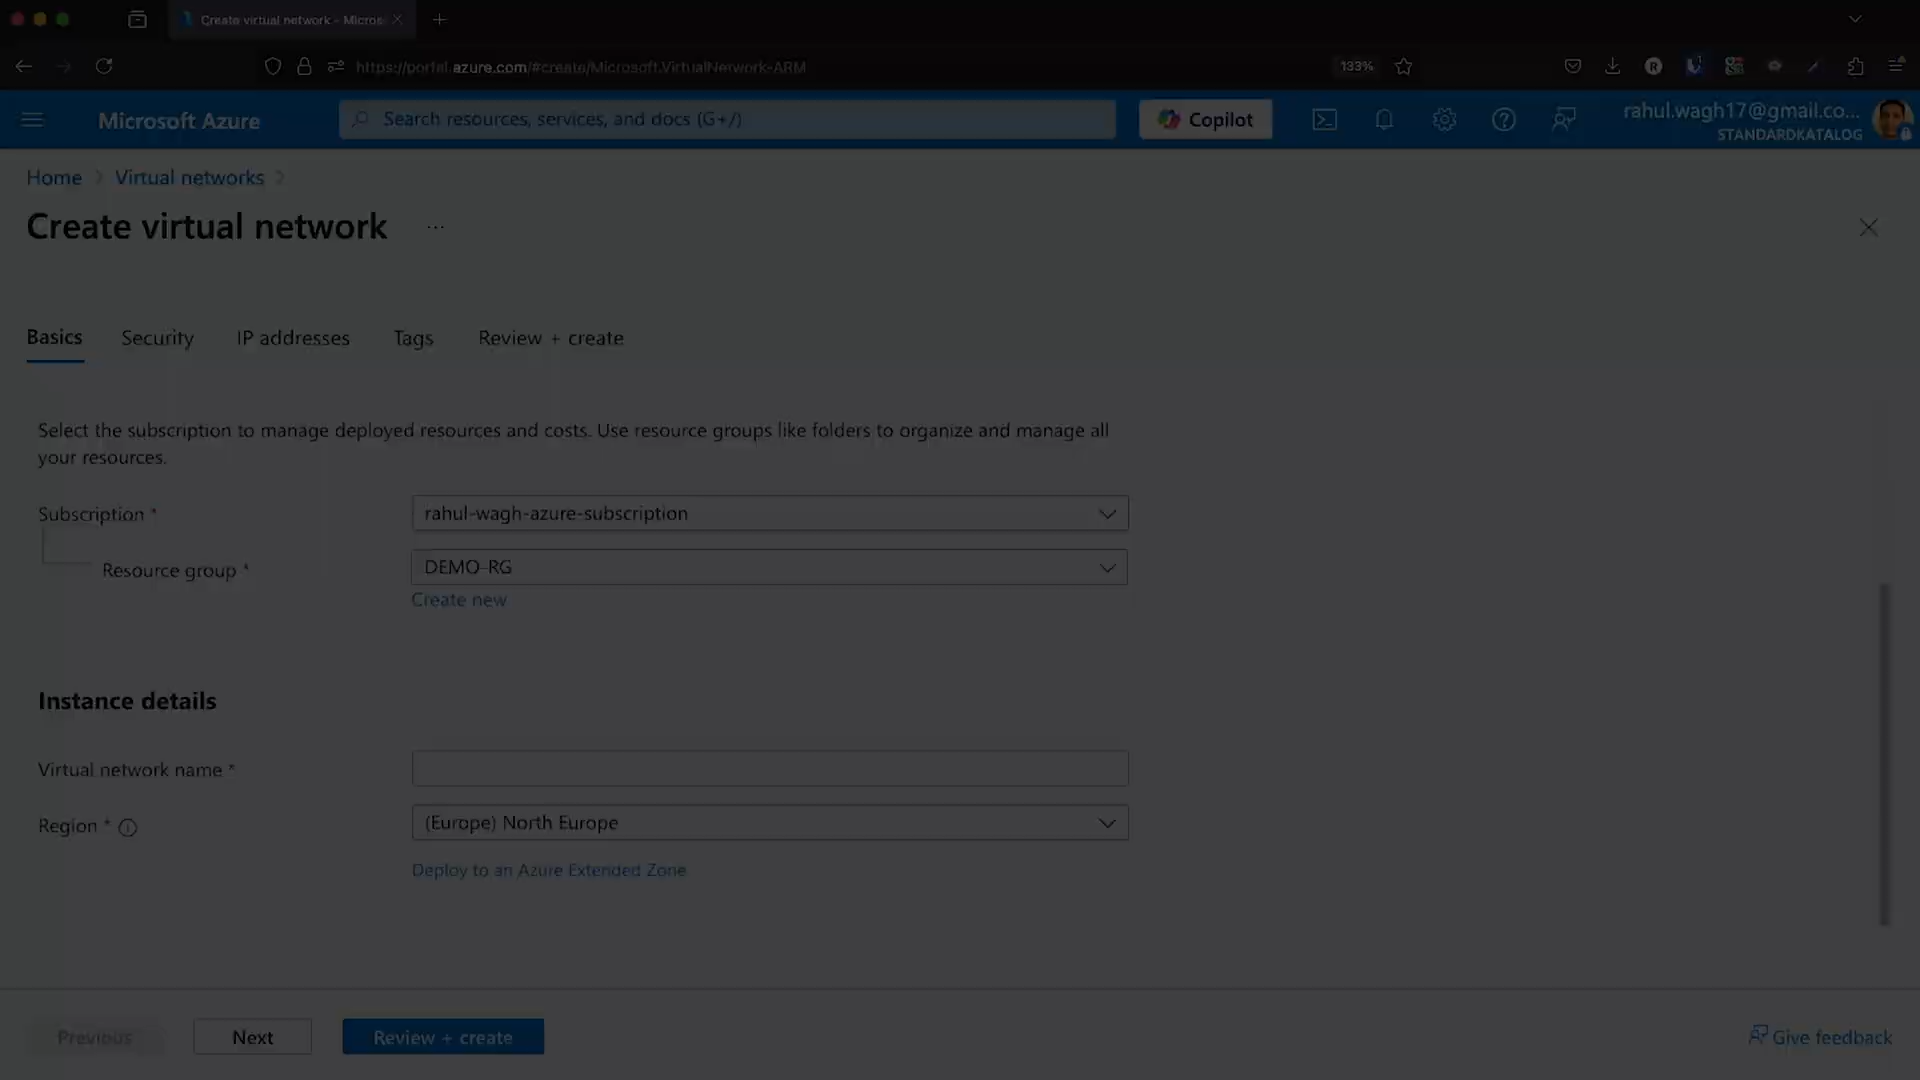 Create virtual network - Micros
https://portal.azure.com/#create/Microsoft.VirtualNetwork-ARM
133%
Microsoft Azure
Search resources, services, and docs (G+/)
Copilot
rahul.wagh17@gmail.co...
STANDARDKATALOG
Home
Virtual networks
Create virtual network
...
Basics
Security
IP addresses
Tags
Review + create
Select the subscription to manage deployed resources and costs. Use resource groups like folders to organize and manage all
your resources.
Subscription *
rahul-wagh-azure-subscription
Resource group *
DEMO-RG
Create new
Instance details
Virtual network name *
Region *
(Europe) North Europe
Deploy to an Azure Extended Zone
Previous
Next
Review + create
Give feedback